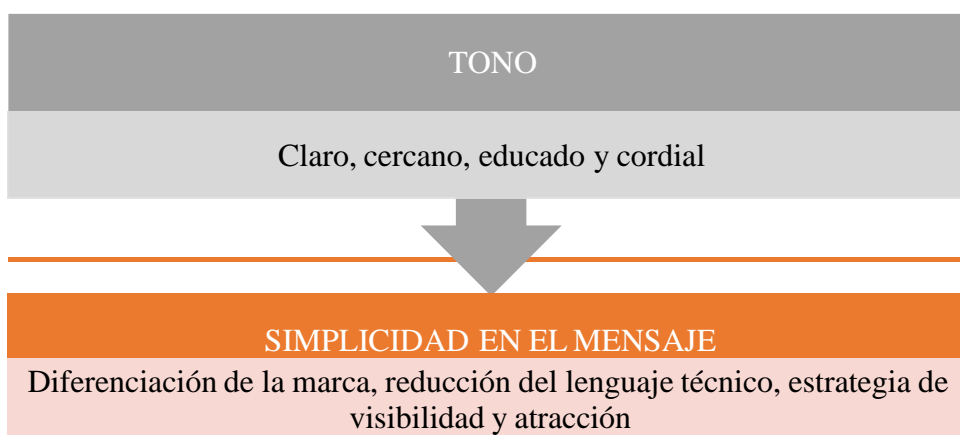 TONO
Claro, cercano, educado y cordial
SIMPLICIDAD EN EL MENSAJE
Diferenciación de la marca, reducción del lenguaje técnico, estrategia de
visibilidad y atracción